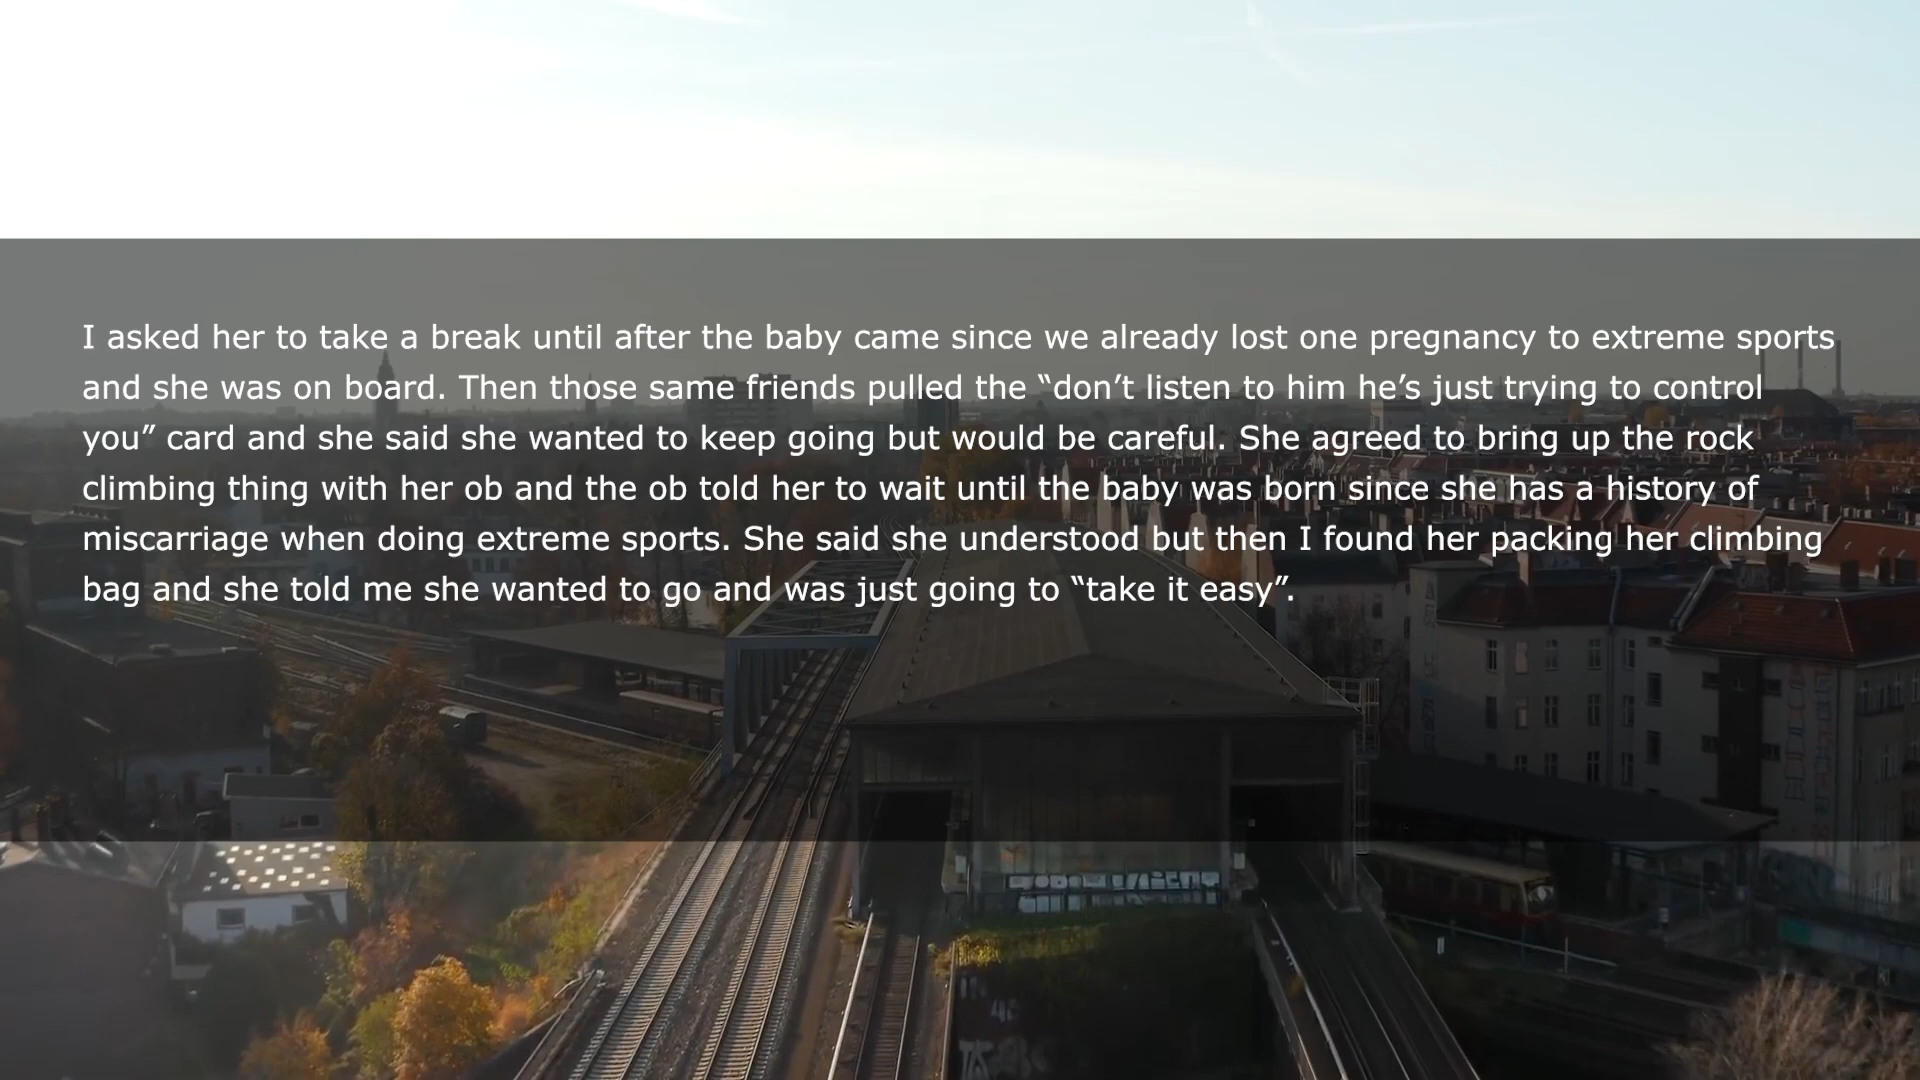 I asked her to take a break until after the baby came since we already lost one pregnancy to extreme sports
and she was on board. Then those same friends pulled the “don’t listen to him he’s just trying to control
you” card and she said she wanted to keep going but would be careful. She agreed to bring up the rock
climbing thing with her ob and the ob told her to wait until the baby was born since she has a history of
miscarriage when doing extreme sports. She said she understood but then I found her packing her climbing
bag and she told me she wanted to go and was just going to “take it easy”.